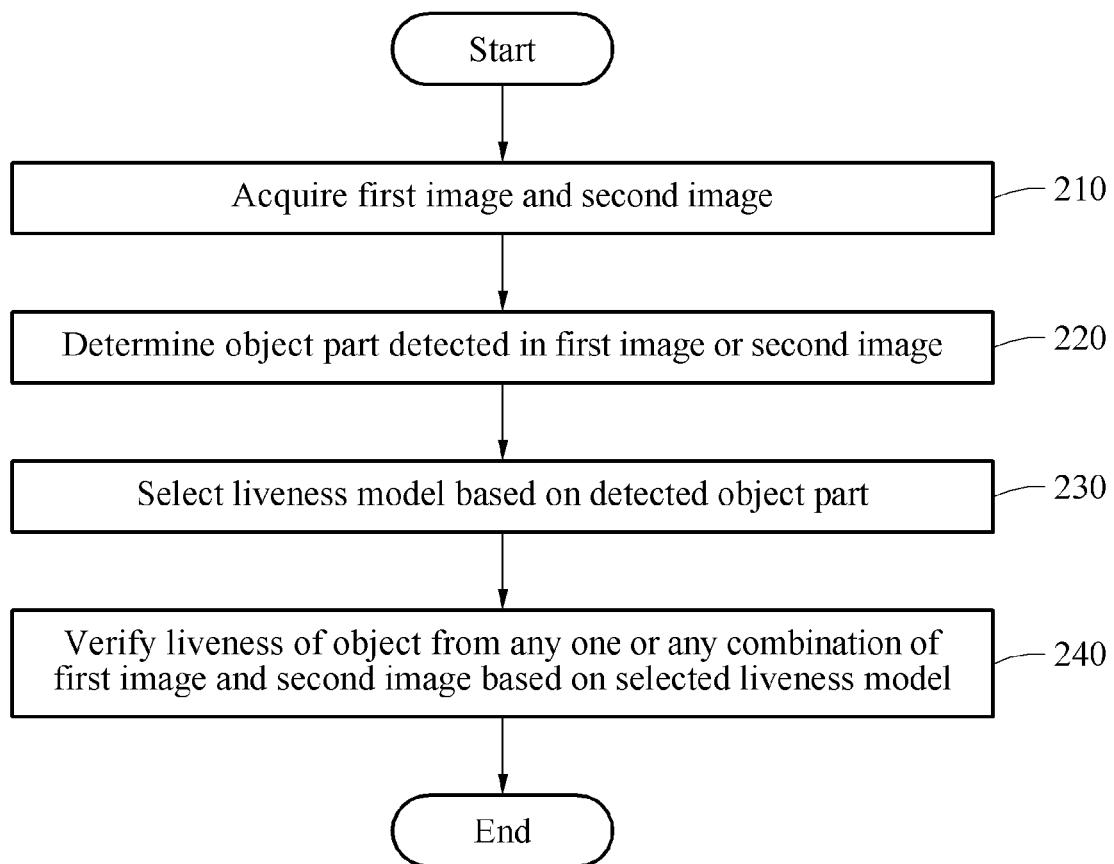 Start
Acquire first image and second image
210
Determine object part detected in first image or second image
220
Select liveness model based on detected object part
230
Verify liveness of object from any one or any combination of
first image and second image based on selected liveness model
240
End